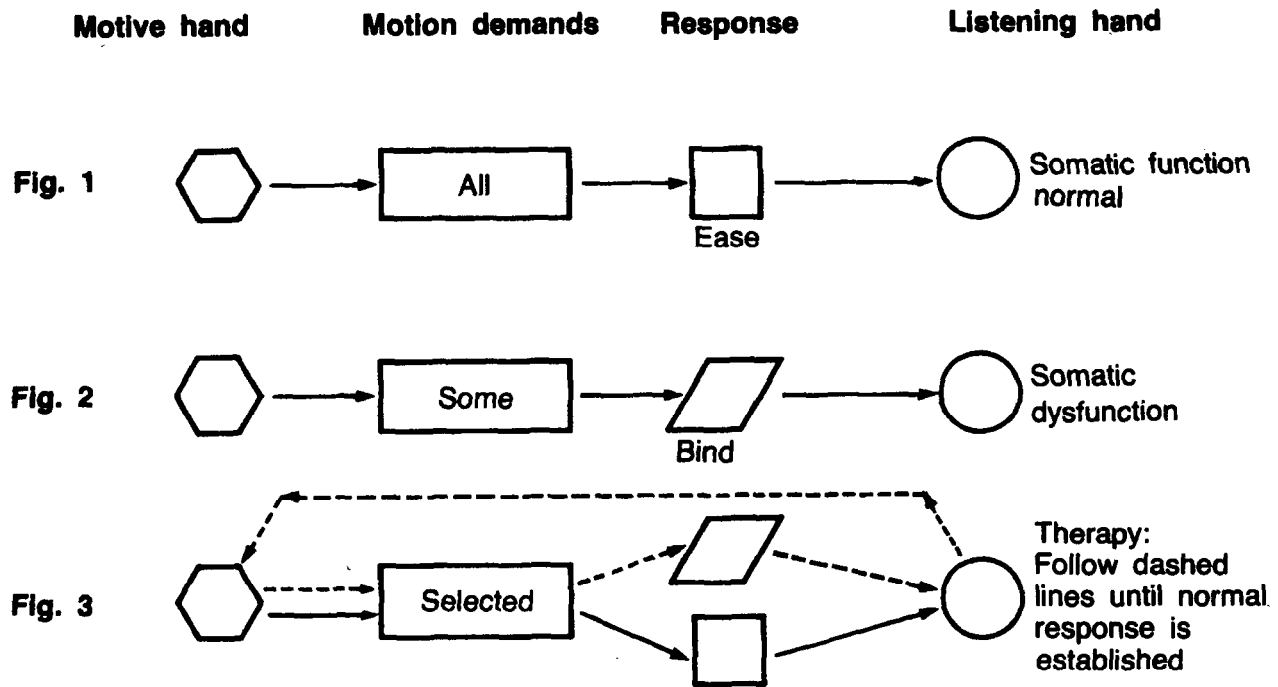 Motive hand Motion demands Response Listening hand
Fig. 1 All Ease Somatic function
normal
Fig. 2 Some Bind Somatic
dysfunction
Fig. 3 Selected Therapy:
Follow dashed
lines until normal
response is
established